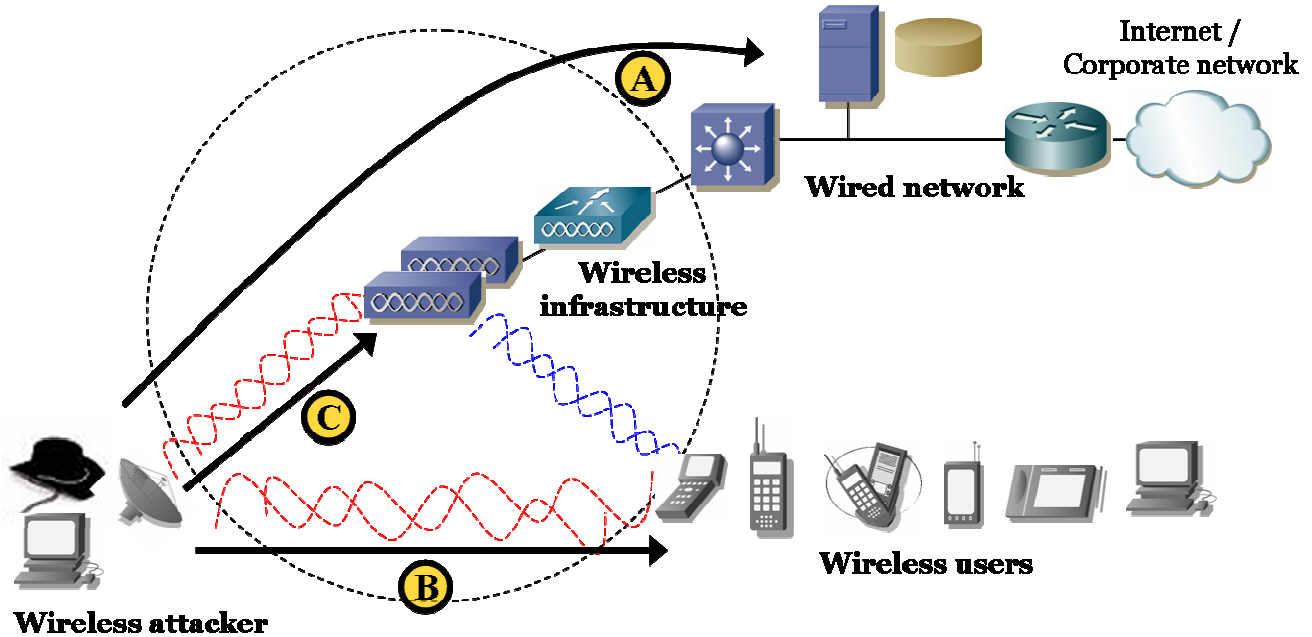 A
Internet /
Corporate network
Wired network
Wireless
infrastructure
C
B
Wireless users
Wireless attacker